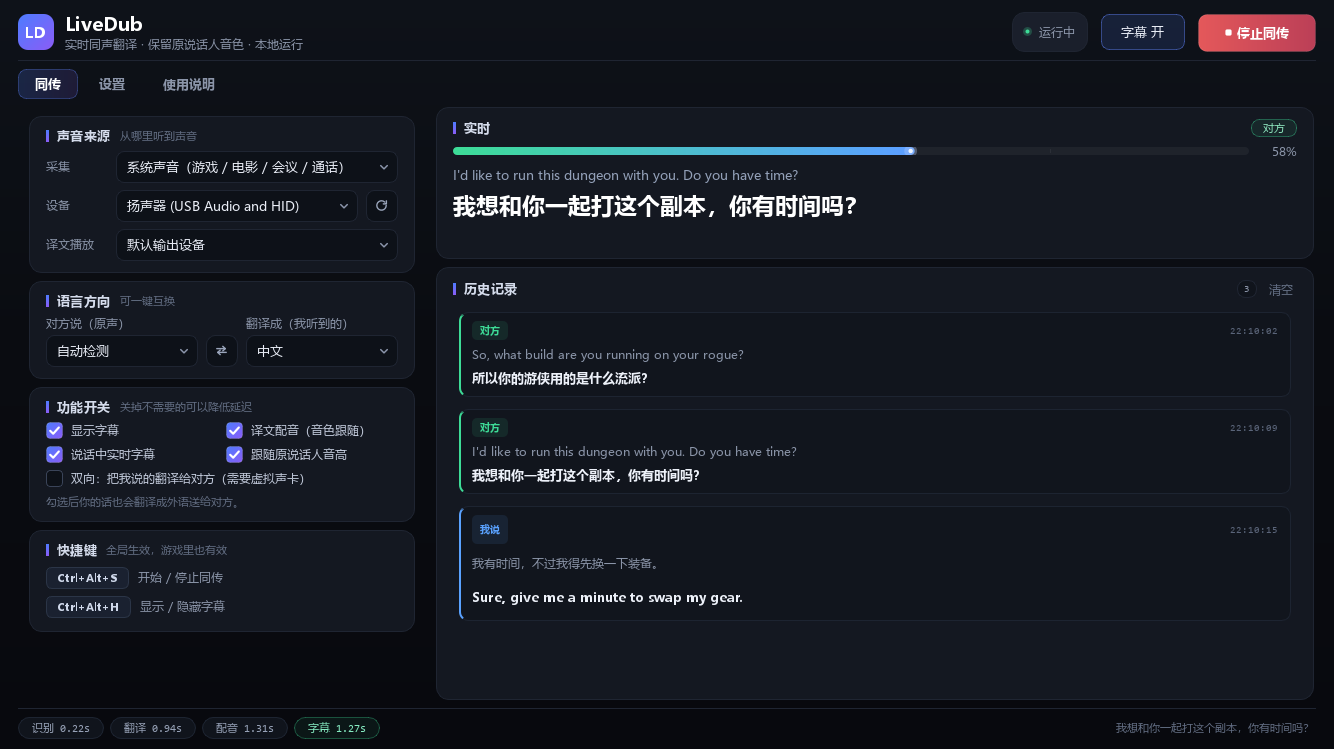 LD
LiveDub
实时同声翻译 · 保留原说话人音色 · 本地运行
运行中
字幕 开
停止同传
同传
设置
使用说明
声音来源 从哪里听到声音
采集 系统声音（游戏 / 电影 / 会议 / 通话）
设备 扬声器 (USB Audio and HID)
译文播放 默认输出设备
语言方向 可一键互换
对方说（原声） 翻译成（我听到的）
自动检测 ⇄ 中文
功能开关 关掉不需要的可以降低延迟
显示字幕 译文配音（音色跟随）
说话中实时字幕 跟随原说话人音高
双向：把我说的翻译给对方（需要虚拟声卡）
勾选后你的话也会翻译成外语送给对方。
快捷键 全局生效，游戏里也有效
Ctrl+Alt+S 开始 / 停止同传
Ctrl+Alt+H 显示 / 隐藏字幕
实时 对方
58%
I'd like to run this dungeon with you. Do you have time?
我想和你一起打这个副本，你有时间吗？
历史记录 3 清空
对方 22:10:02
So, what build are you running on your rogue?
所以你的游侠用的是什么流派？
对方 22:10:09
I'd like to run this dungeon with you. Do you have time?
我想和你一起打这个副本，你有时间吗？
我说 22:10:15
我有时间，不过我得先换一下装备。
Sure, give me a minute to swap my gear.
识别 0.22s 翻译 0.94s 配音 1.31s 字幕 1.27s
我想和你一起打这个副本，你有时间吗？